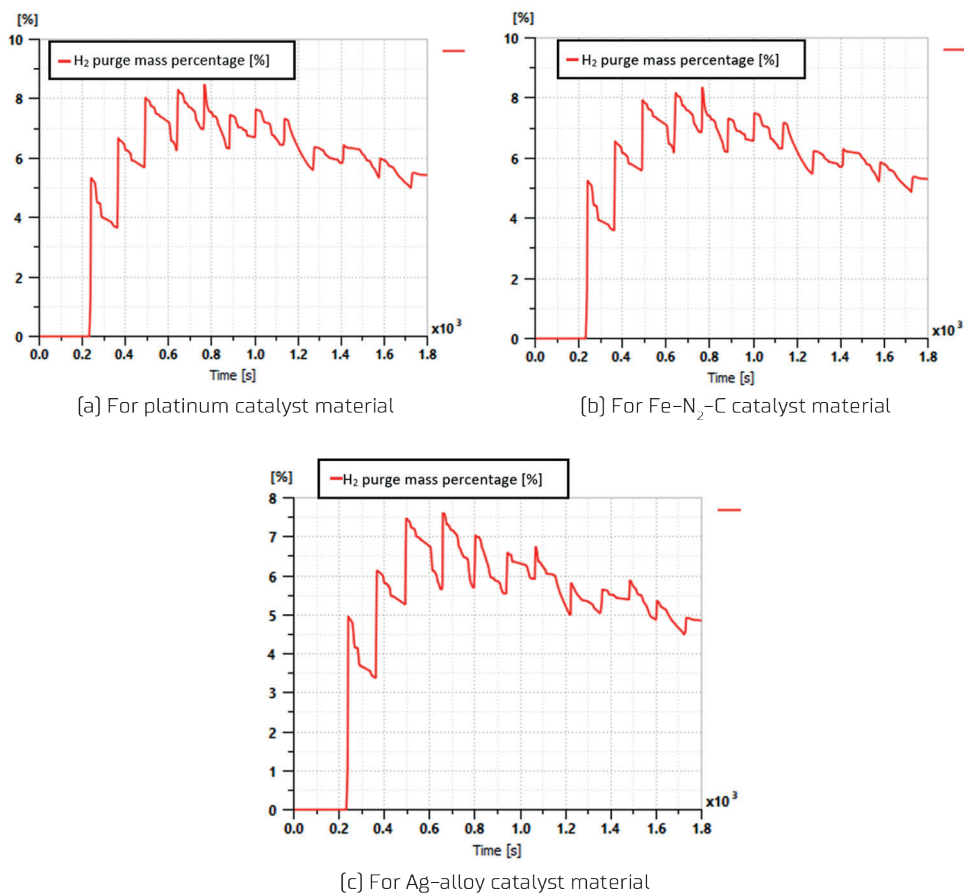 [%]
10
8
6
4
2
0
H₂ purge mass percentage [%]
0.0 0.2 0.4 0.6 0.8 1.0 1.2 1.4 1.6 1.8
x10³
Time [s]
(a) For platinum catalyst material
[%]
10
8
6
4
2
0
H₂ purge mass percentage [%]
0.0 0.2 0.4 0.6 0.8 1.0 1.2 1.4 1.6 1.8
x10³
Time [s]
(b) For Fe-N₂-C catalyst material
[%]
8
7
6
5
4
3
2
1
0
H₂ purge mass percentage [%]
0.0 0.2 0.4 0.6 0.8 1.0 1.2 1.4 1.6 1.8
x10³
Time [s]
(c) For Ag-alloy catalyst material